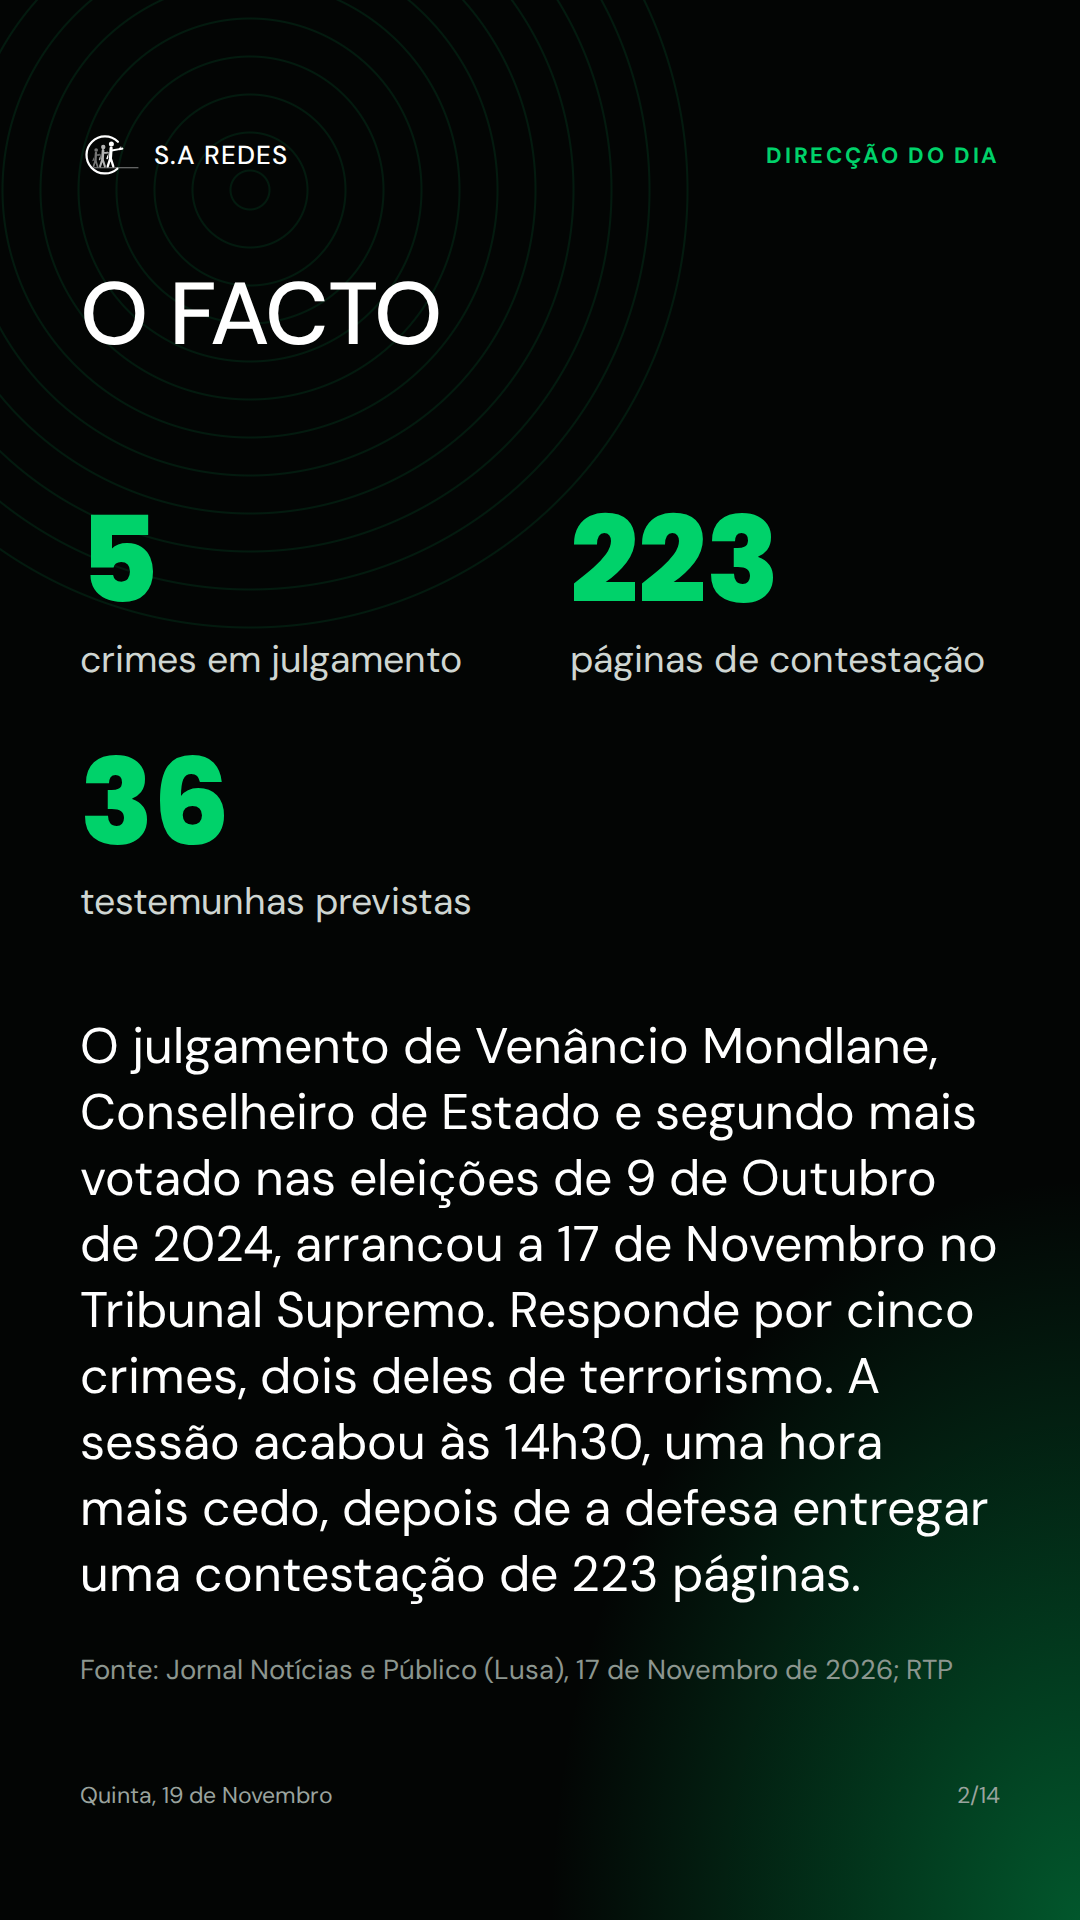 S.A REDES
DIRECÇÃO DO DIA
O FACTO
5
crimes em julgamento
223
páginas de contestação
36
testemunhas previstas
O julgamento de Venâncio Mondlane,
Conselheiro de Estado e segundo mais
votado nas eleições de 9 de Outubro
de 2024, arrancou a 17 de Novembro no
Tribunal Supremo. Responde por cinco
crimes, dois deles de terrorismo. A
sessão acabou às 14h30, uma hora
mais cedo, depois de a defesa entregar
uma contestação de 223 páginas.
Fonte: Jornal Notícias e Público (Lusa), 17 de Novembro de 2026; RTP
Quinta, 19 de Novembro
2/14